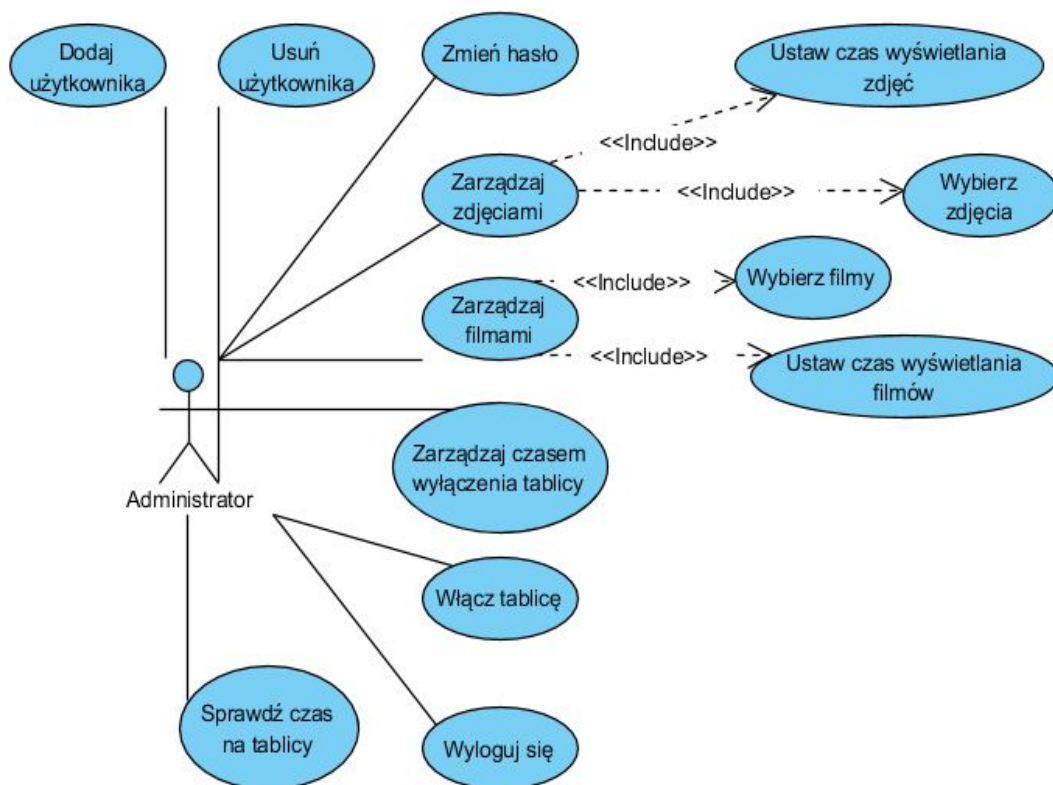 Dodaj
użytkownika
Usuń
użytkownika
Zmień hasło
Ustaw czas wyświetlania
zdjęć
<<Include>>
Zarządzaj
zdjęciami
<<Include>>
Wybierz
zdjęcia
Zarządzaj
filmami
<<Include>>
Wybierz filmy
<<Include>>
Ustaw czas wyświetlania
filmów
Zarządzaj czasem
wyłączenia tablicy
Administrator
Włącz tablicę
Sprawdź czas
na tablicy
Wyloguj się